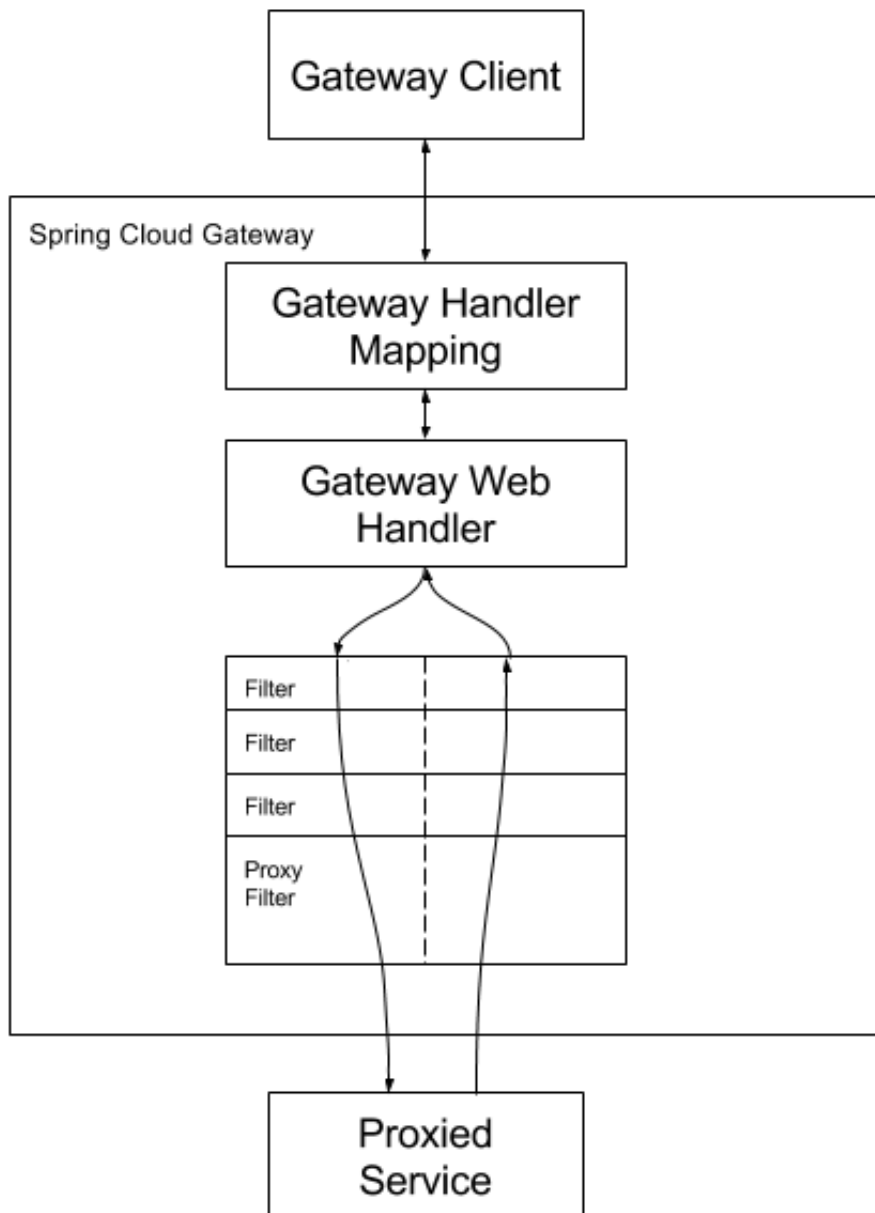 Gateway Client
Spring Cloud Gateway
Gateway Handler
Mapping
Gateway Web
Handler
Filter
Filter
Filter
Proxy
Filter
Proxied
Service